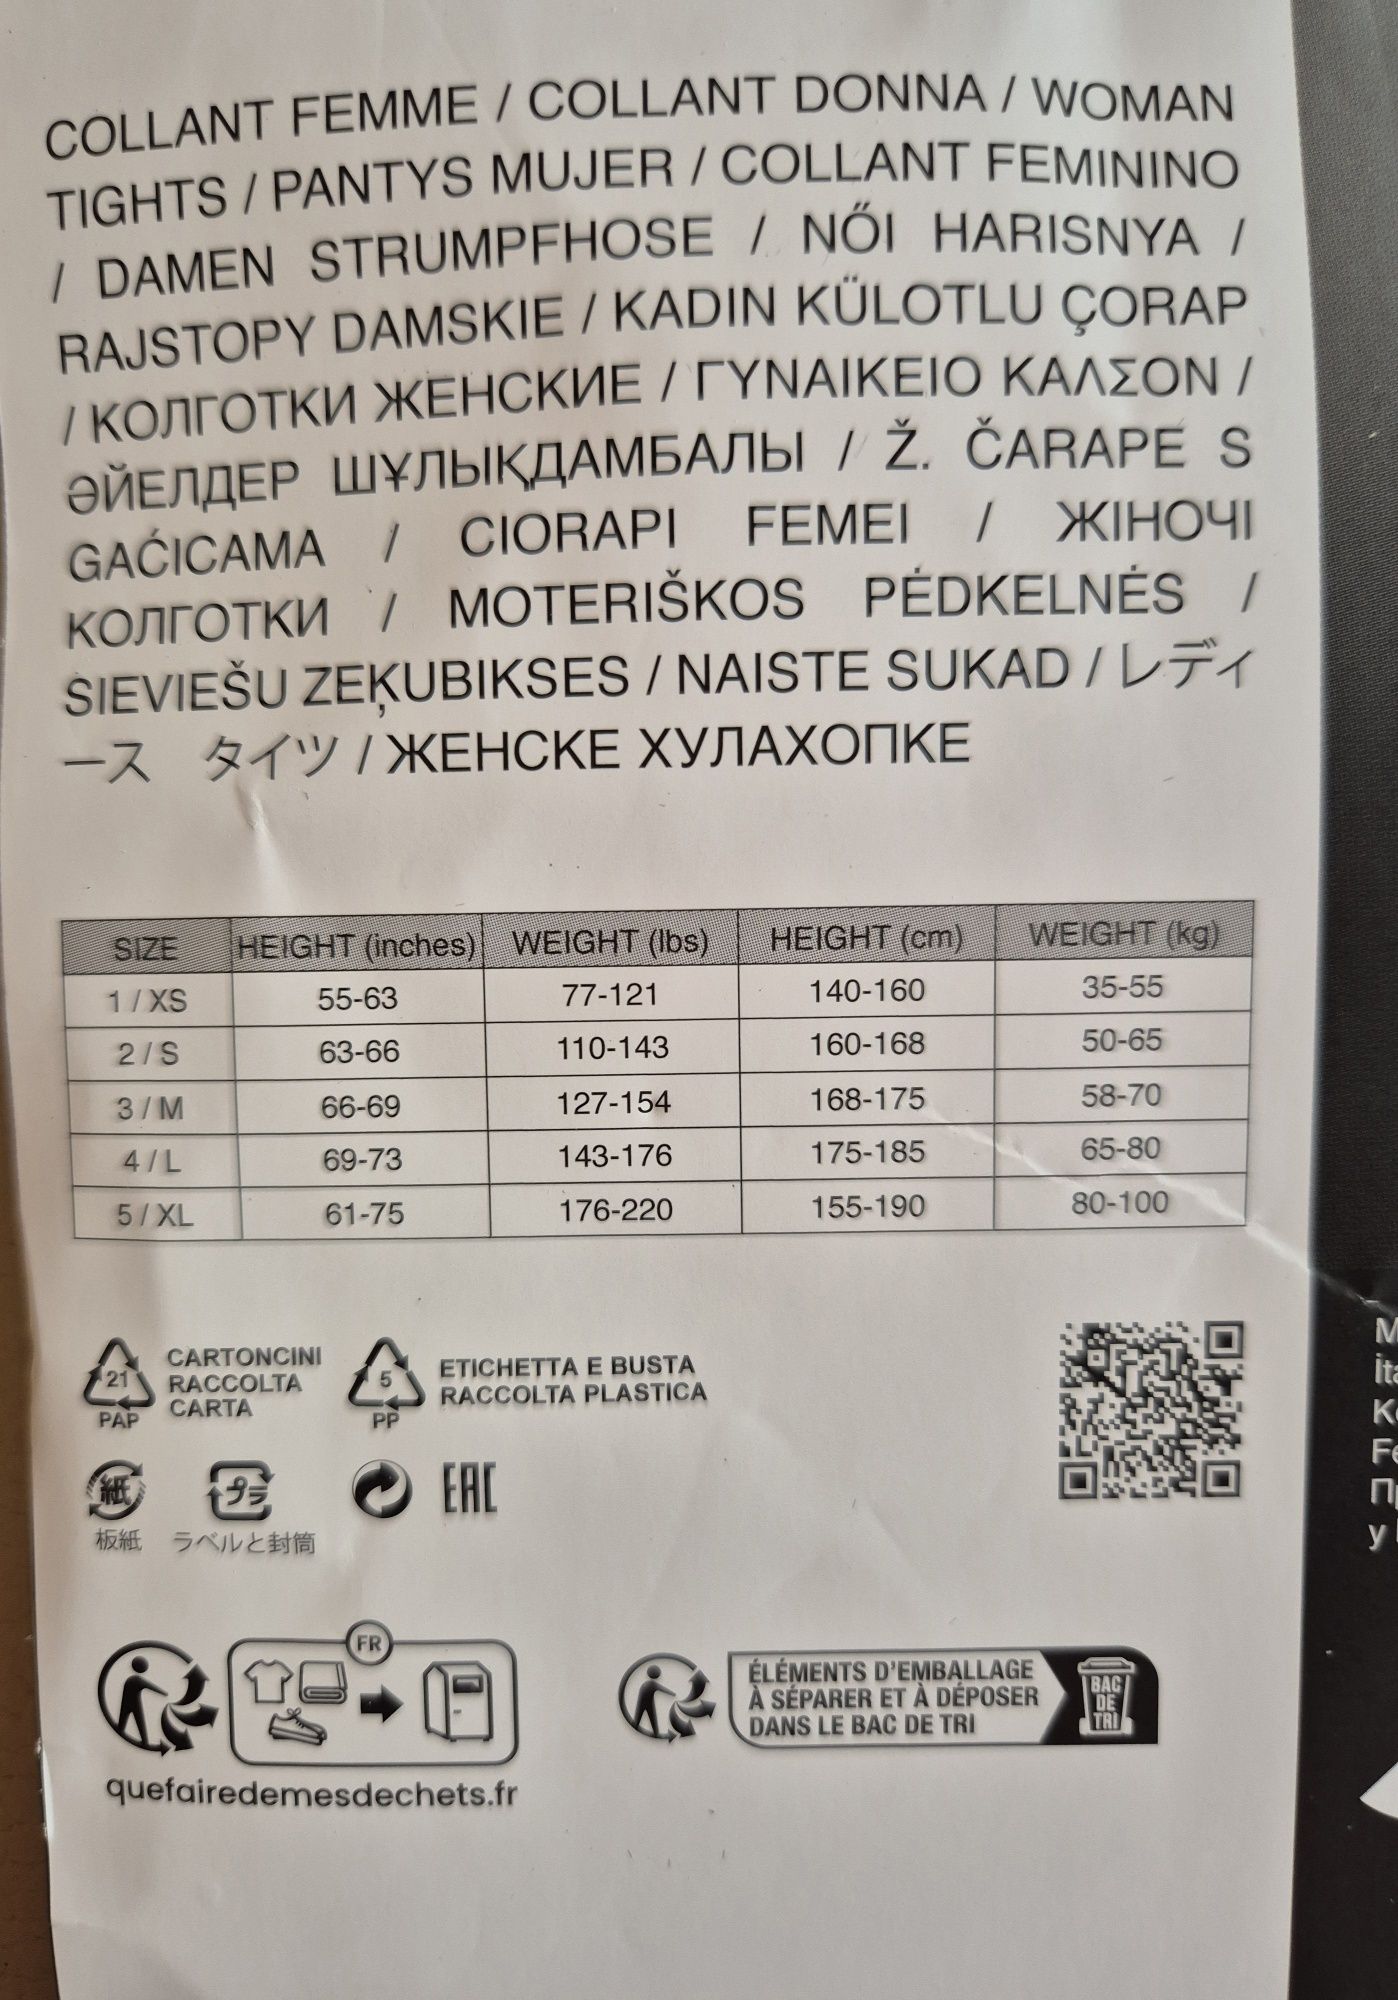 COLLANT FEMME / COLLANT DONNA / WOMAN
TIGHTS / PANTYS MUJER / COLLANT FEMININO
/ DAMEN STRUMPFHOSE / NŐI HARISNYA /
RAJSTOPY DAMSKIE / KADIN KÜLOTLU ÇORAP
/ КОЛГОТКИ ЖЕНСКИЕ / ΓΥΝΑΙΚΕΙΟ ΚΑΛΣΟΝ /
ӘЙЕЛДЕР ШҰЛЫҚДАМБАЛЫ / Ž. ČARAPE S
GAĆICAMA / CIORAPI FEMEI / ЖІНОЧІ
КОЛГОТКИ / MOTERIŠKOS PĖDKELNĖS /
SIEVIEŠU ZEĶUBIKSES / NAISTE SUKAD / レディ
ース タイツ / ЖЕНСКЕ ХУЛАХОПКЕ
SIZE HEIGHT (inches) WEIGHT (lbs) HEIGHT (cm) WEIGHT (kg)
1 / XS 55-63 77-121 140-160 35-55
2 / S 63-66 110-143 160-168 50-65
3 / M 66-69 127-154 168-175 58-70
4 / L 69-73 143-176 175-185 65-80
5 / XL 61-75 176-220 155-190 80-100
21
PAP
CARTONCINI
RACCOLTA
CARTA
5
PP
ETICHETTA E BUSTA
RACCOLTA PLASTICA
紙
板紙
プラ
ラベルと封筒
EAC
FR
quefairedemesdechets.fr
ÉLÉMENTS D'EMBALLAGE
À SÉPARER ET À DÉPOSER
DANS LE BAC DE TRI
BAC
DE
TRI